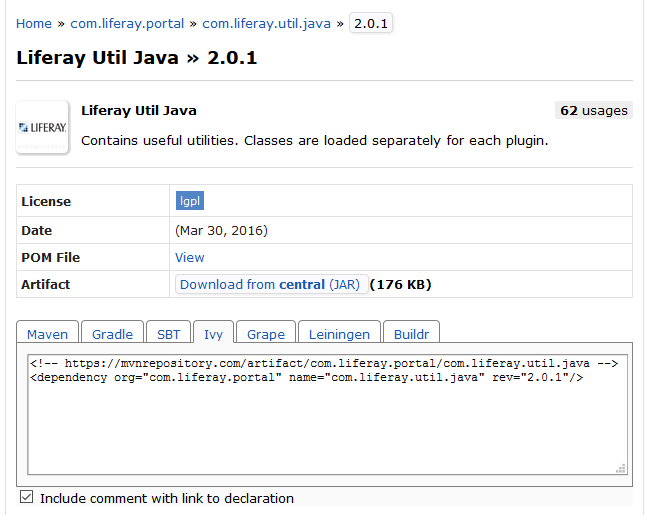 Home » com.liferay.portal » com.liferay.util.java » 2.0.1
Liferay Util Java » 2.0.1
LIFERAY.
Liferay Util Java
62 usages
Contains useful utilities. Classes are loaded separately for each plugin.
License lgpl
Date (Mar 30, 2016)
POM File View
Artifact Download from central (JAR) (176 KB)
Maven Gradle SBT Ivy Grape Leiningen Buildr
<!-- https://mvnrepository.com/artifact/com.liferay.portal/com.liferay.util.java -->
<dependency org="com.liferay.portal" name="com.liferay.util.java" rev="2.0.1"/>
Include comment with link to declaration